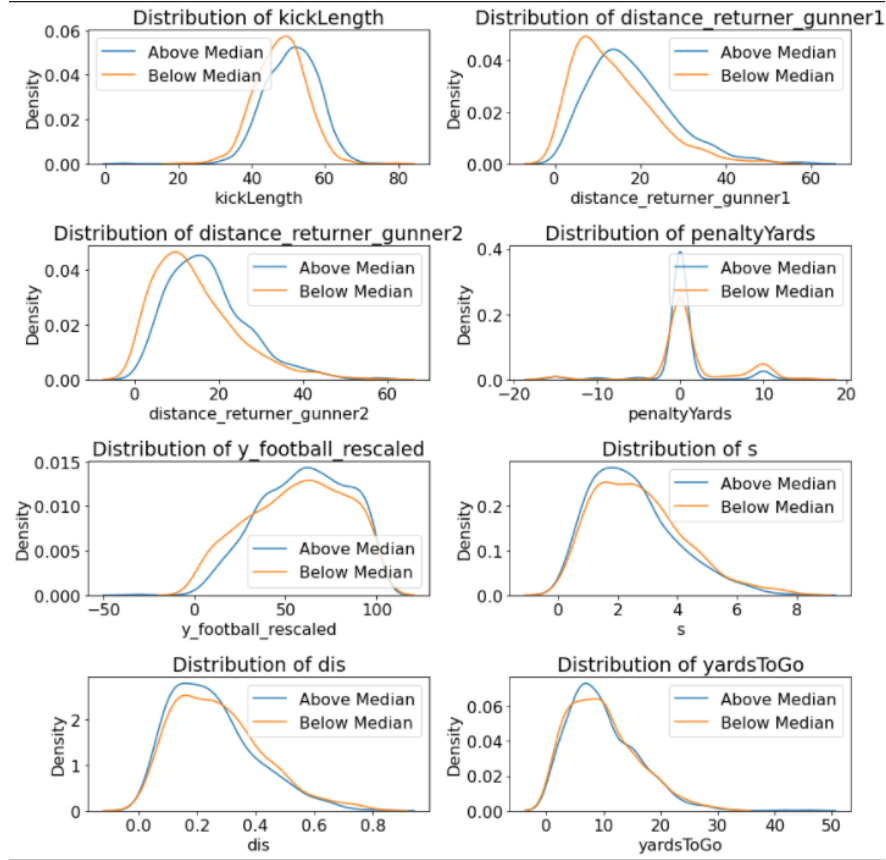 Distribution of kickLength
0.06
0.04
0.02
0.00
Density
Above Median
Below Median
0 20 40 60 80
kickLength
Distribution of distance_returner_gunner1
0.04
0.02
0.00
Density
Above Median
Below Median
0 20 40 60
distance_returner_gunner1
Distribution of distance_returner_gunner2
0.04
0.02
0.00
Density
Above Median
Below Median
0 20 40 60
distance_returner_gunner2
Distribution of penaltyYards
0.4
0.2
0.0
Density
Above Median
Below Median
−20 −10 0 10 20
penaltyYards
Distribution of y_football_rescaled
0.015
0.010
0.005
0.000
Density
Above Median
Below Median
−50 0 50 100
y_football_rescaled
Distribution of s
0.2
0.1
0.0
Density
Above Median
Below Median
0 2 4 6 8
s
Distribution of dis
2
1
0
Density
Above Median
Below Median
0.0 0.2 0.4 0.6 0.8
dis
Distribution of yardsToGo
0.06
0.04
0.02
0.00
Density
Above Median
Below Median
0 10 20 30 40 50
yardsToGo